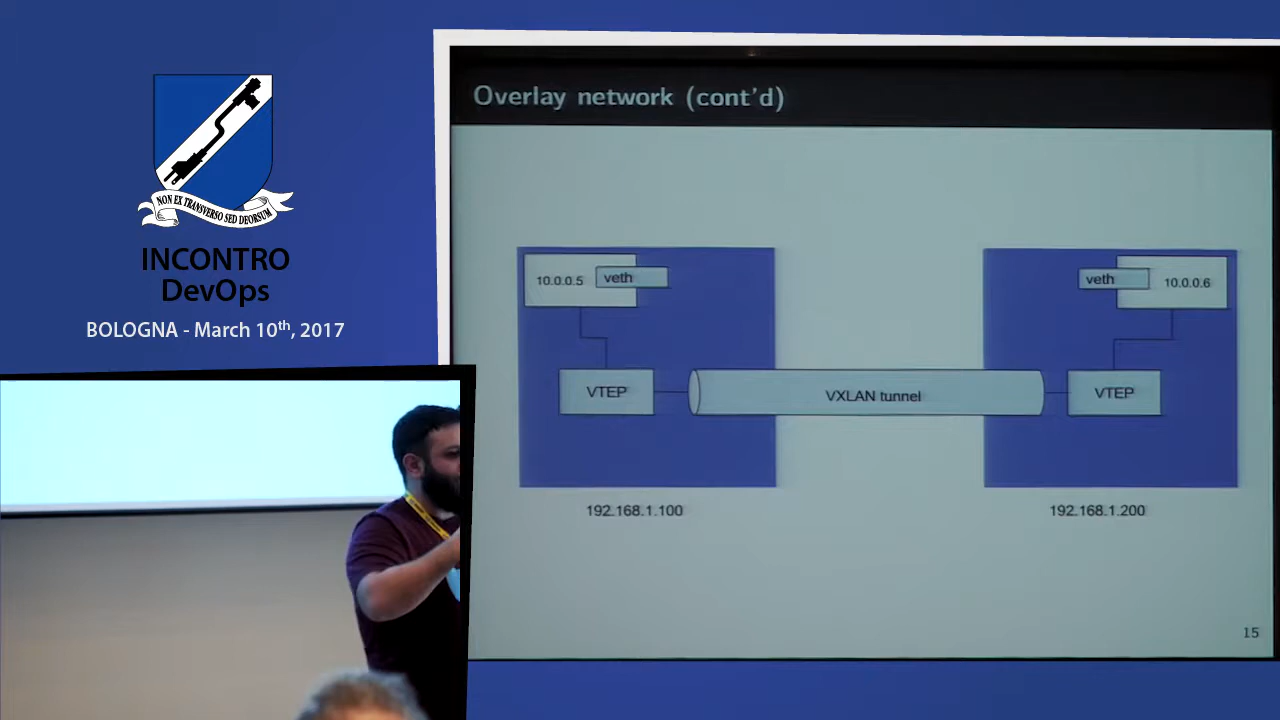 NON EX TRANSVERSO SED DEORSUM
INCONTRO
DevOps
BOLOGNA - March 10th, 2017
Overlay network (cont'd)
10.0.0.5
veth
veth
10.0.0.6
VTEP
VXLAN tunnel
VTEP
192.168.1.100
192.168.1.200
15